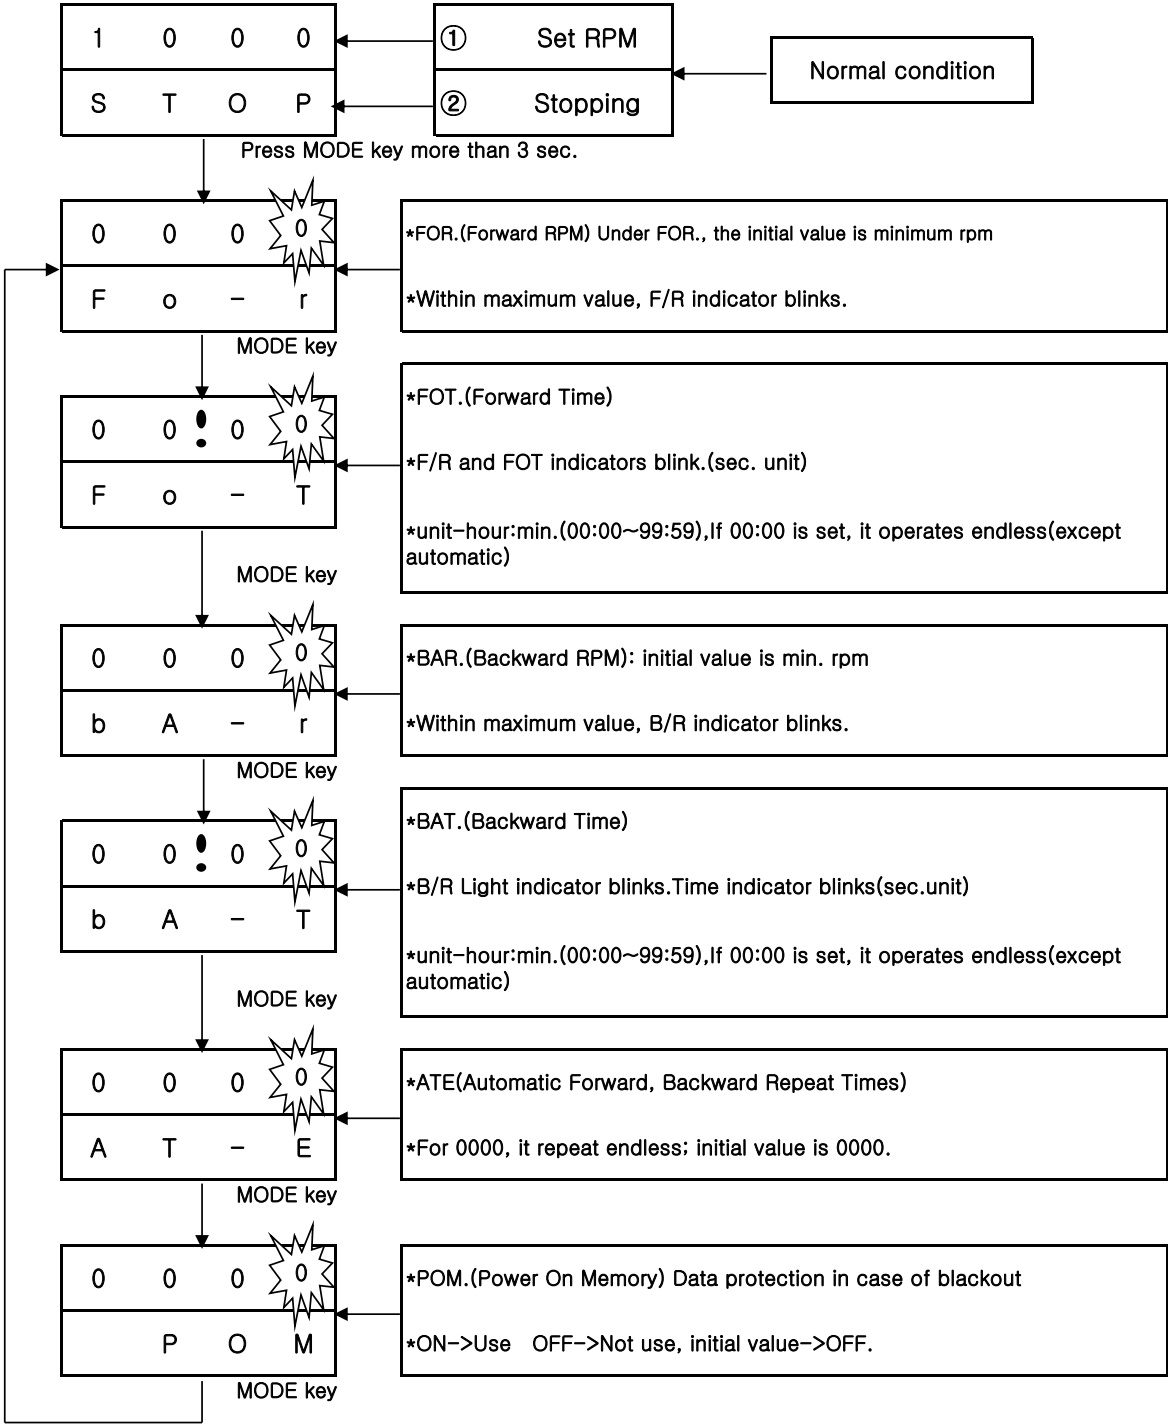 1 0 0 0
① Set RPM
Normal condition
S T O P
② Stopping
Press MODE key more than 3 sec.
0 0 0 0
*FOR.(Forward RPM) Under FOR., the initial value is minimum rpm
F o - r
*Within maximum value, F/R indicator blinks.
MODE key
*FOT.(Forward Time)
0 0 : 0 0
*F/R and FOT indicators blink.(sec. unit)
F o - T
*unit-hour:min.(00:00~99:59),If 00:00 is set, it operates endless(except
automatic)
MODE key
0 0 0 0
*BAR.(Backward RPM): initial value is min. rpm
b A - r
*Within maximum value, B/R indicator blinks.
MODE key
*BAT.(Backward Time)
0 0 : 0 0
*B/R Light indicator blinks.Time indicator blinks(sec.unit)
b A - T
*unit-hour:min.(00:00~99:59),If 00:00 is set, it operates endless(except
automatic)
MODE key
0 0 0 0
*ATE(Automatic Forward, Backward Repeat Times)
A T - E
*For 0000, it repeat endless; initial value is 0000.
MODE key
0 0 0 0
*POM.(Power On Memory) Data protection in case of blackout
P O M
*ON->Use OFF->Not use, initial value->OFF.
MODE key